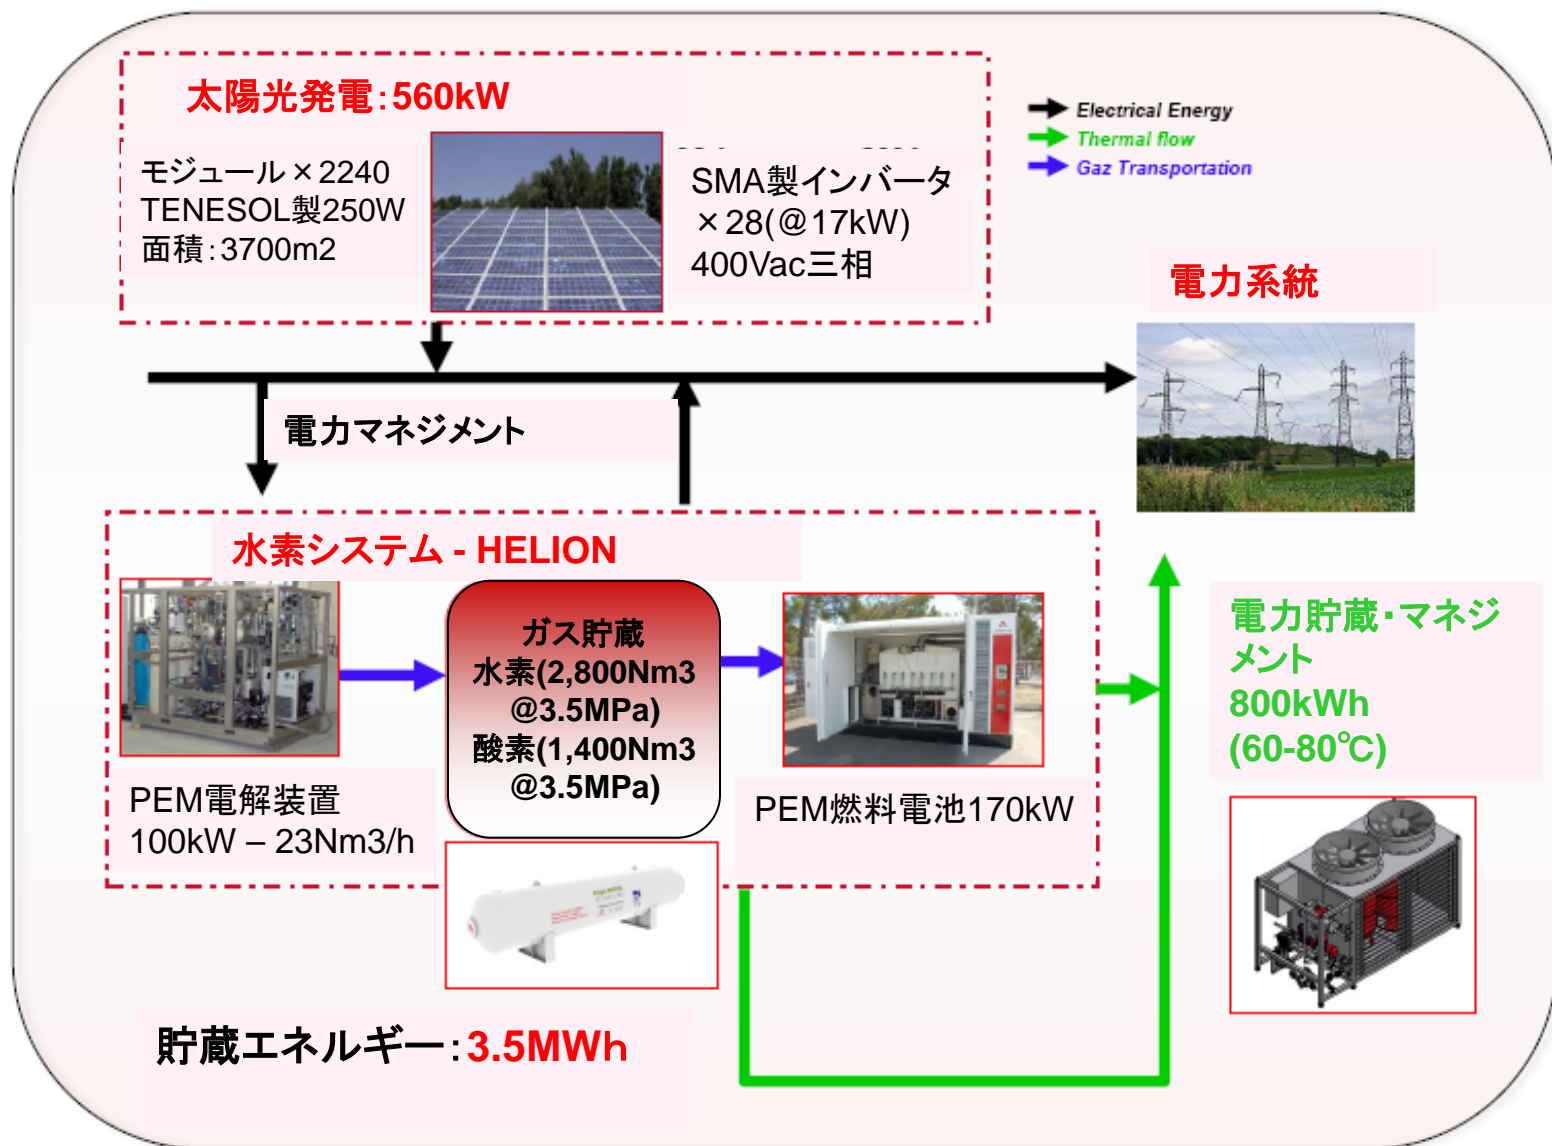 太陽光発電：560kW
モジュール×2240
TENESOL製250W
面積：3700m2
SMA製インバータ
×28(@17kW)
400Vac三相
Electrical Energy
Thermal flow
Gaz Transportation
電力系統
電力マネジメント
水素システム - HELION
ガス貯蔵
水素(2,800Nm3
@3.5MPa)
酸素(1,400Nm3
@3.5MPa)
PEM電解装置
100kW – 23Nm3/h
PEM燃料電池170kW
電力貯蔵・マネジ
メント
800kWh
(60-80℃)
貯蔵エネルギー：3.5MWh